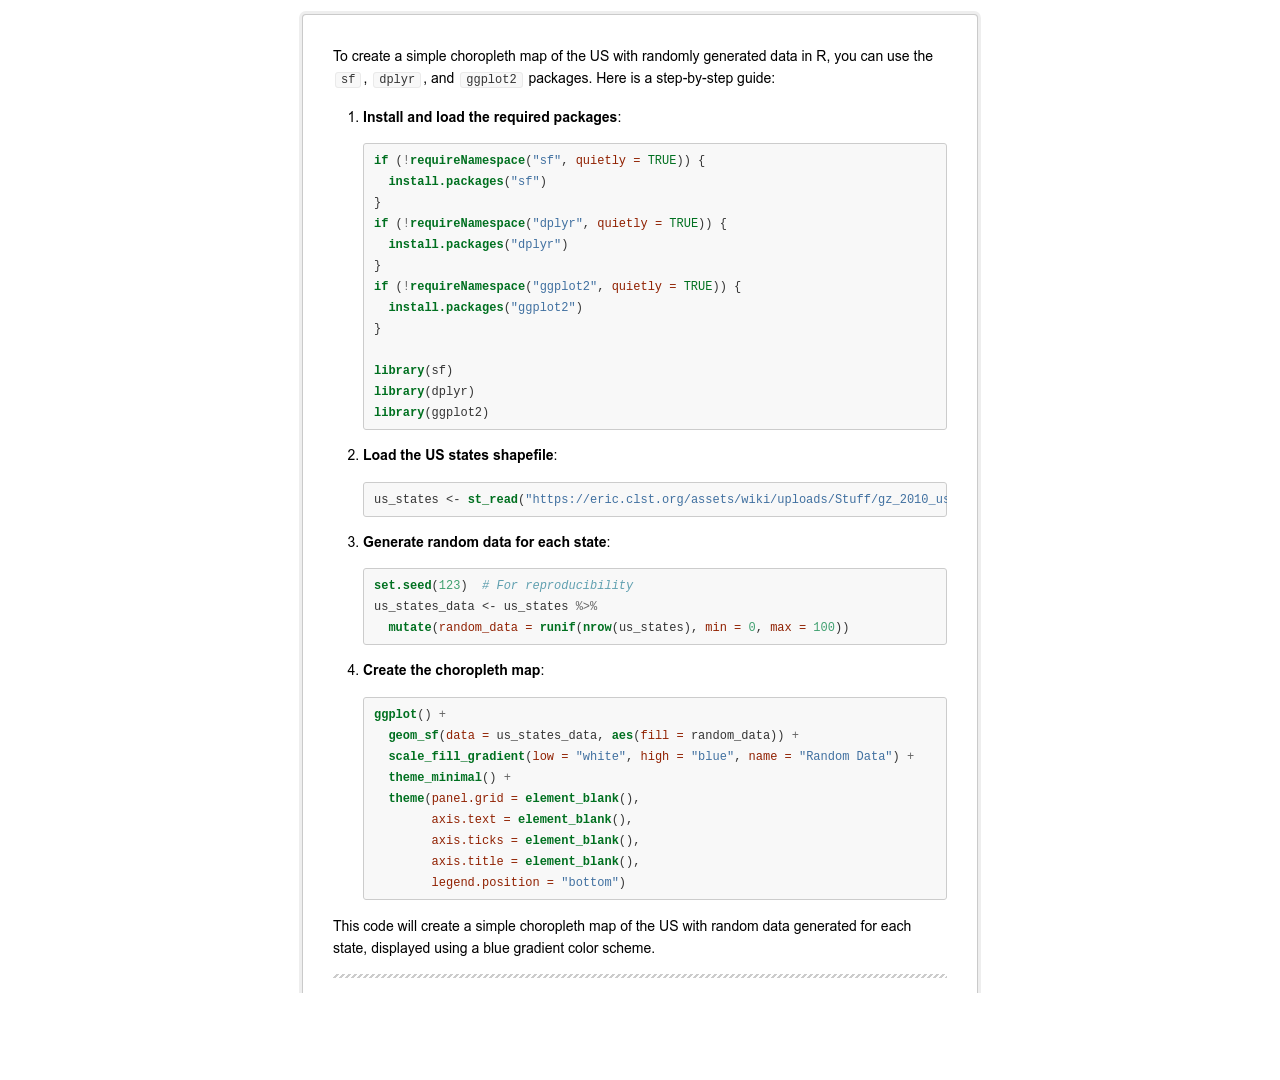 To create a simple choropleth map of the US with randomly generated data in R, you can use the
sf, dplyr, and ggplot2 packages. Here is a step-by-step guide:
1. Install and load the required packages:
if (!requireNamespace("sf", quietly = TRUE)) {
  install.packages("sf")
}
if (!requireNamespace("dplyr", quietly = TRUE)) {
  install.packages("dplyr")
}
if (!requireNamespace("ggplot2", quietly = TRUE)) {
  install.packages("ggplot2")
}
library(sf)
library(dplyr)
library(ggplot2)
2. Load the US states shapefile:
us_states <- st_read("https://eric.clst.org/assets/wiki/uploads/Stuff/gz_2010_us
3. Generate random data for each state:
set.seed(123)  # For reproducibility
us_states_data <- us_states %>%
  mutate(random_data = runif(nrow(us_states), min = 0, max = 100))
4. Create the choropleth map:
ggplot() +
  geom_sf(data = us_states_data, aes(fill = random_data)) +
  scale_fill_gradient(low = "white", high = "blue", name = "Random Data") +
  theme_minimal() +
  theme(panel.grid = element_blank(),
        axis.text = element_blank(),
        axis.ticks = element_blank(),
        axis.title = element_blank(),
        legend.position = "bottom")
This code will create a simple choropleth map of the US with random data generated for each
state, displayed using a blue gradient color scheme.